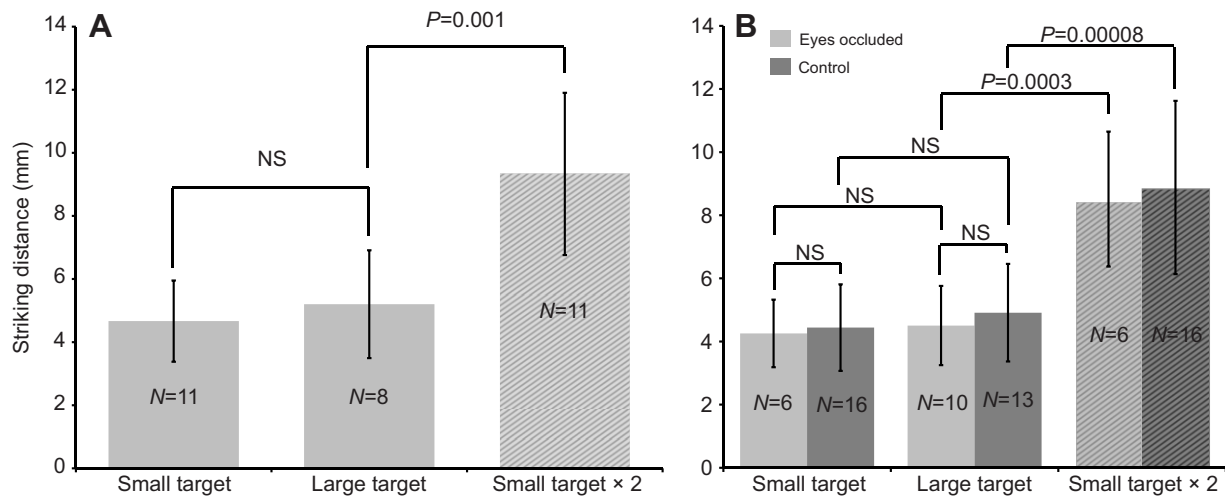 A
P=0.001
NS
Striking distance (mm)
14
12
10
8
6
4
2
0
N=11
N=8
N=11
Small target
Large target
Small target × 2
B
Eyes occluded
Control
P=0.00008
P=0.0003
NS
NS
NS
NS
14
12
10
8
6
4
2
0
N=6
N=16
N=10
N=13
N=6
N=16
Small target
Large target
Small target × 2